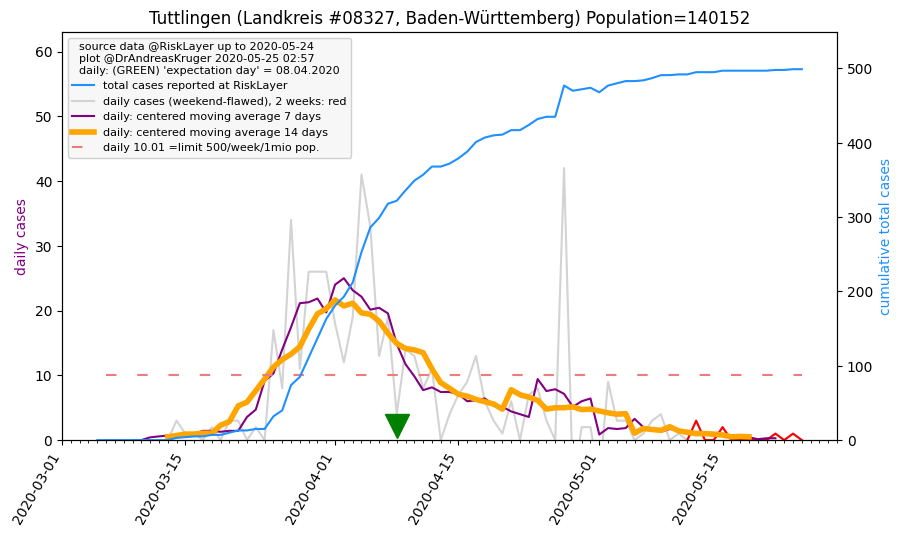 Tuttlingen (Landkreis #08327, Baden-Württemberg) Population=140152
source data @RiskLayer up to 2020-05-24
plot @DrAndreasKruger 2020-05-25 02:57
daily: (GREEN) 'expectation day' = 08.04.2020
total cases reported at RiskLayer
daily cases (weekend-flawed), 2 weeks: red
daily: centered moving average 7 days
daily: centered moving average 14 days
daily 10.01 =limit 500/week/1mio pop.
daily cases
60
50
40
30
20
10
0
cumulative total cases
500
400
300
200
100
0
2020-03-01
2020-03-15
2020-04-01
2020-04-15
2020-05-01
2020-05-15